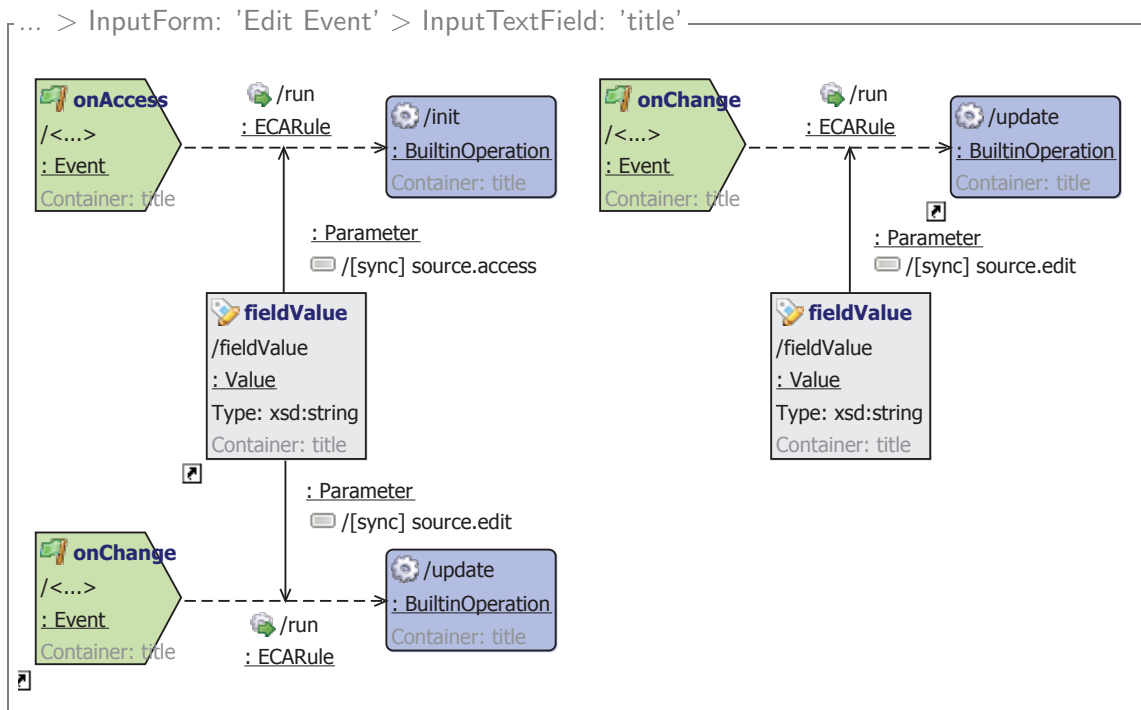 ... > InputForm: 'Edit Event' > InputTextField: 'title'
onAccess
/<...>
: Event
Container: title
/run
: ECARule
/init
: BuiltinOperation
Container: title
: Parameter
/[sync] source.access
fieldValue
/fieldValue
: Value
Type: xsd:string
Container: title
: Parameter
/[sync] source.edit
onChange
/<...>
: Event
Container: title
/run
: ECARule
/update
: BuiltinOperation
Container: title
onChange
/<...>
: Event
Container: title
/run
: ECARule
/update
: BuiltinOperation
Container: title
: Parameter
/[sync] source.edit
fieldValue
/fieldValue
: Value
Type: xsd:string
Container: title